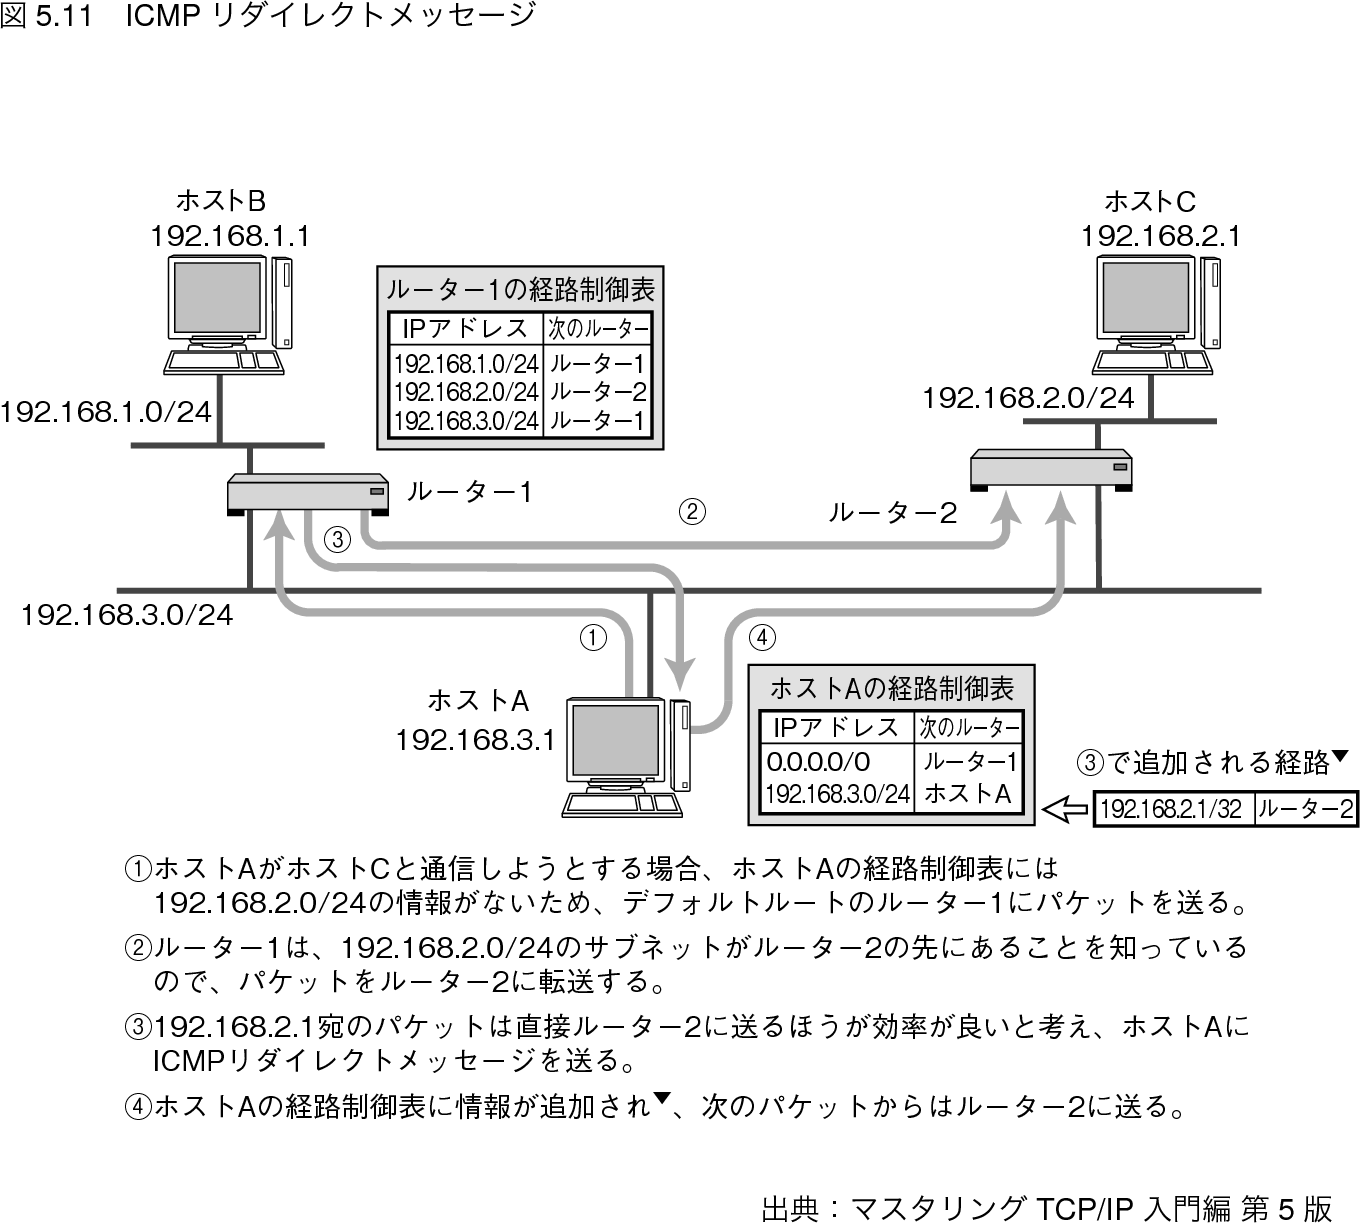 図 5.11　ICMP リダイレクトメッセージ
ホストB
192.168.1.1
ホストC
192.168.2.1
ルーター1の経路制御表
IPアドレス 次のルーター
192.168.1.0/24 ルーター1
192.168.2.0/24 ルーター2
192.168.3.0/24 ルーター1
192.168.1.0/24
192.168.2.0/24
ルーター1
ルーター2
②
③
192.168.3.0/24
①
④
ホストA
192.168.3.1
ホストAの経路制御表
IPアドレス 次のルーター
0.0.0.0/0 ルーター1
192.168.3.0/24 ホストA
③で追加される経路▼
192.168.2.1/32 ルーター2
①ホストAがホストCと通信しようとする場合、ホストAの経路制御表には
192.168.2.0/24の情報がないため、デフォルトルートのルーター1にパケットを送る。
②ルーター1は、192.168.2.0/24のサブネットがルーター2の先にあることを知っている
ので、パケットをルーター2に転送する。
③192.168.2.1宛のパケットは直接ルーター2に送るほうが効率が良いと考え、ホストAに
ICMPリダイレクトメッセージを送る。
④ホストAの経路制御表に情報が追加され▼、次のパケットからはルーター2に送る。
出典：マスタリング TCP/IP 入門編 第 5 版